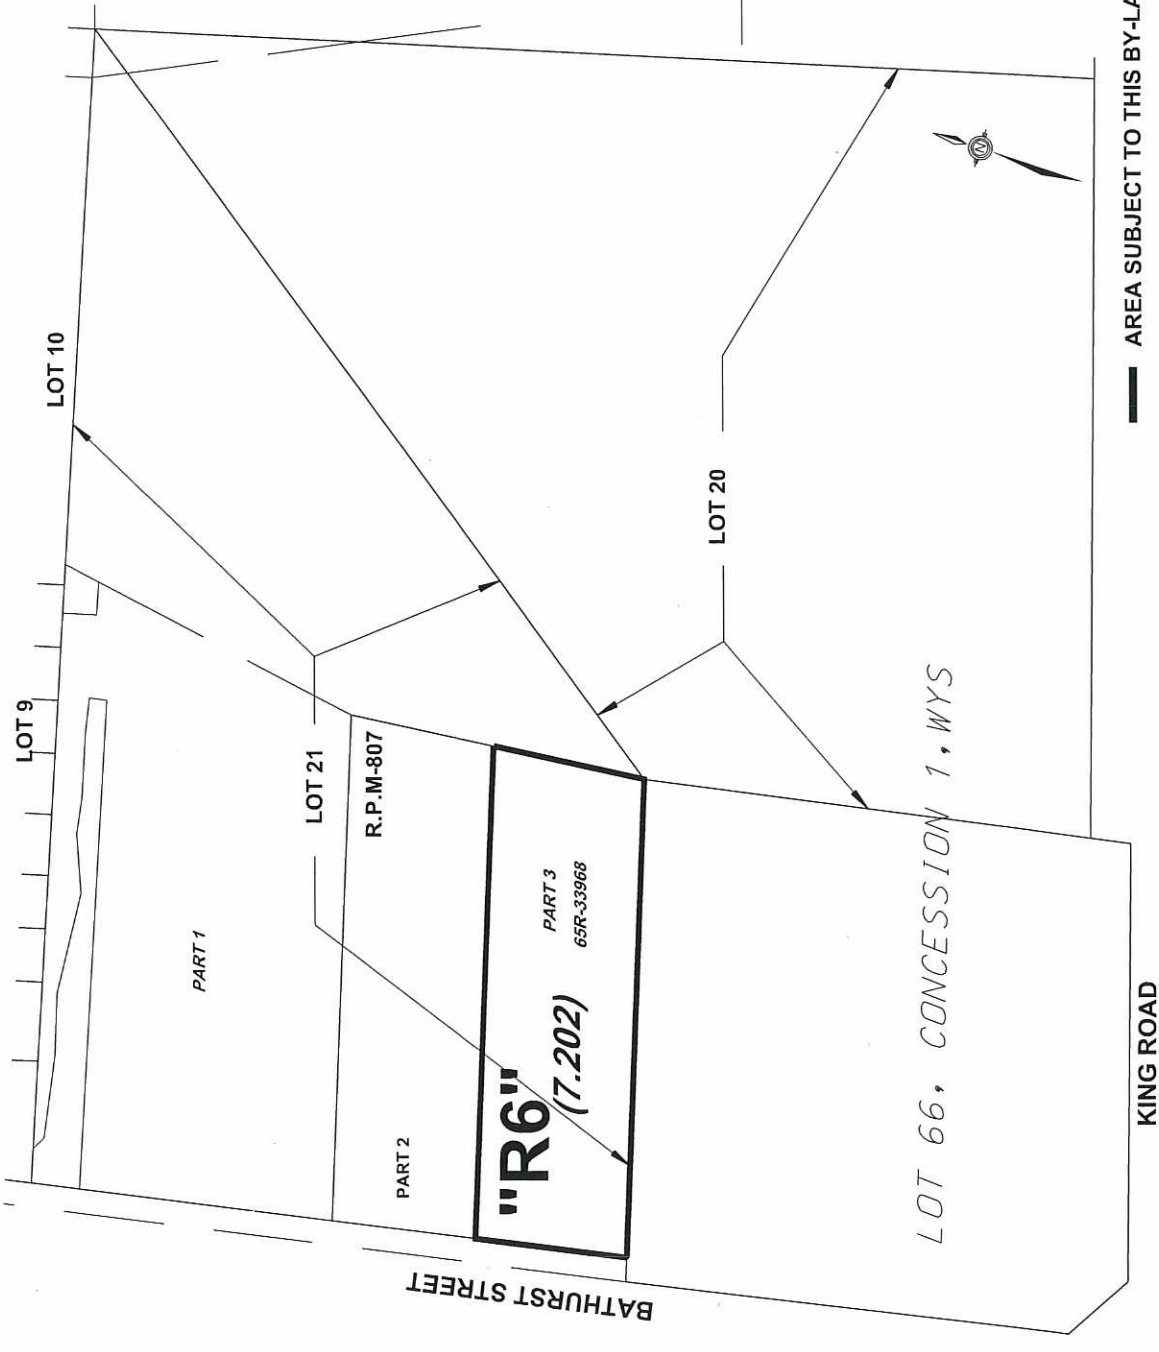 LOT 9
LOT 10
PART 1
LOT 21
R.P.M-807
PART 2
"R6"
(7.202)
PART 3
65R-33968
LOT 20
N
BATHURST STREET
LOT 66, CONCESSION 1, WYS
KING ROAD
AREA SUBJECT TO THIS BY-LA